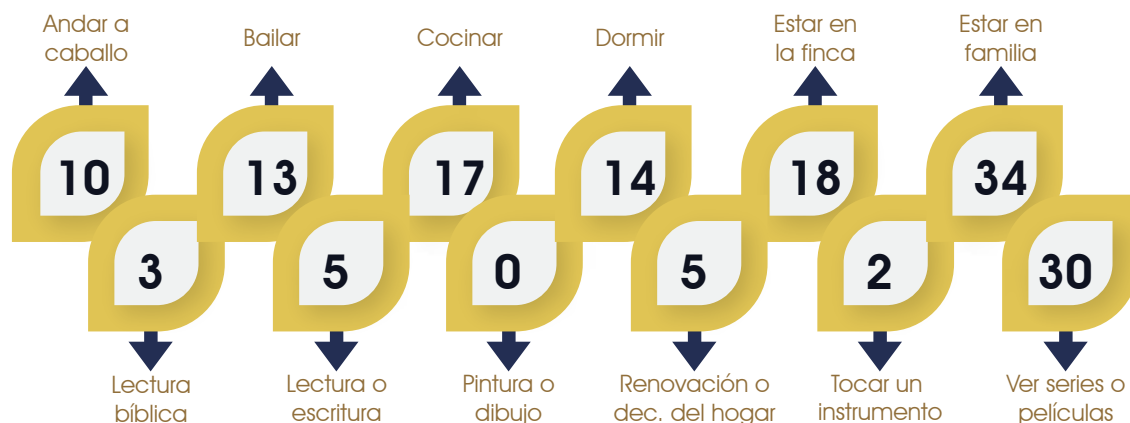 Andar a
caballo
Bailar
Cocinar
Dormir
Estar en
la finca
Estar en
familia
10
13
17
14
18
34
3
5
0
5
2
30
Lectura
bíblica
Lectura o
escritura
Pintura o
dibujo
Renovación o
dec. del hogar
Tocar un
instrumento
Ver series o
películas